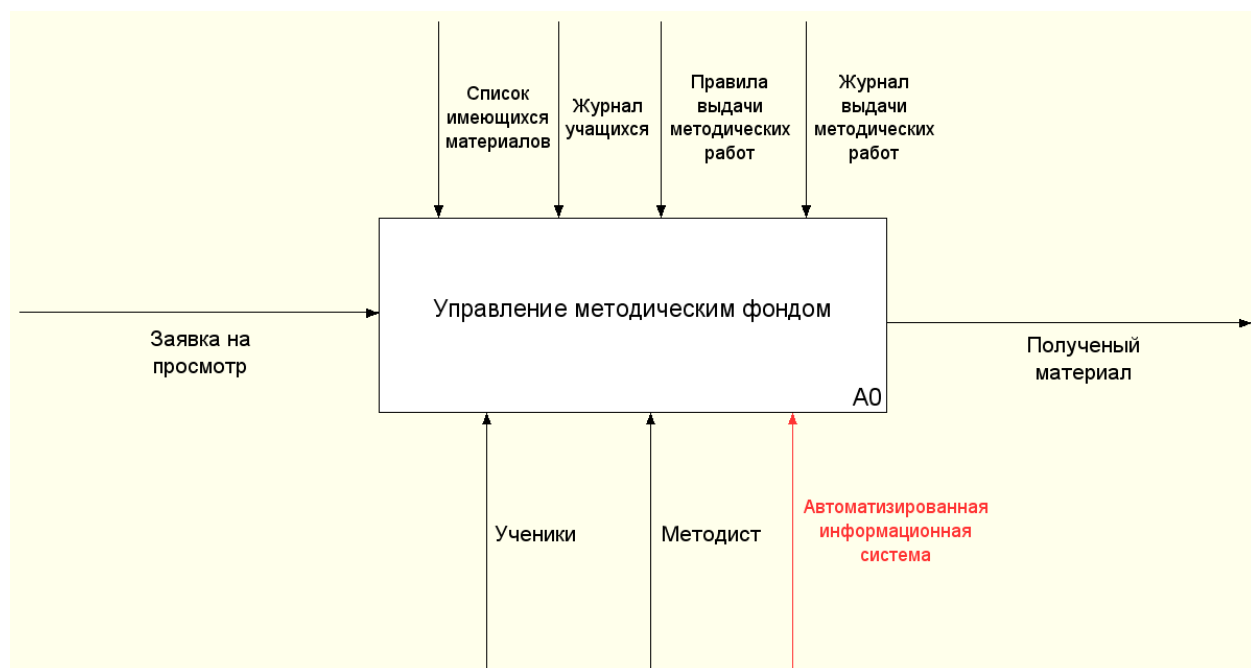 Список
имеющихся
материалов
Журнал
учащихся
Правила
выдачи
методических
работ
Журнал
выдачи
методических
работ
Управление методическим фондом
A0
Заявка на
просмотр
Полученый
материал
Ученики
Методист
Автоматизированная
информационная
система